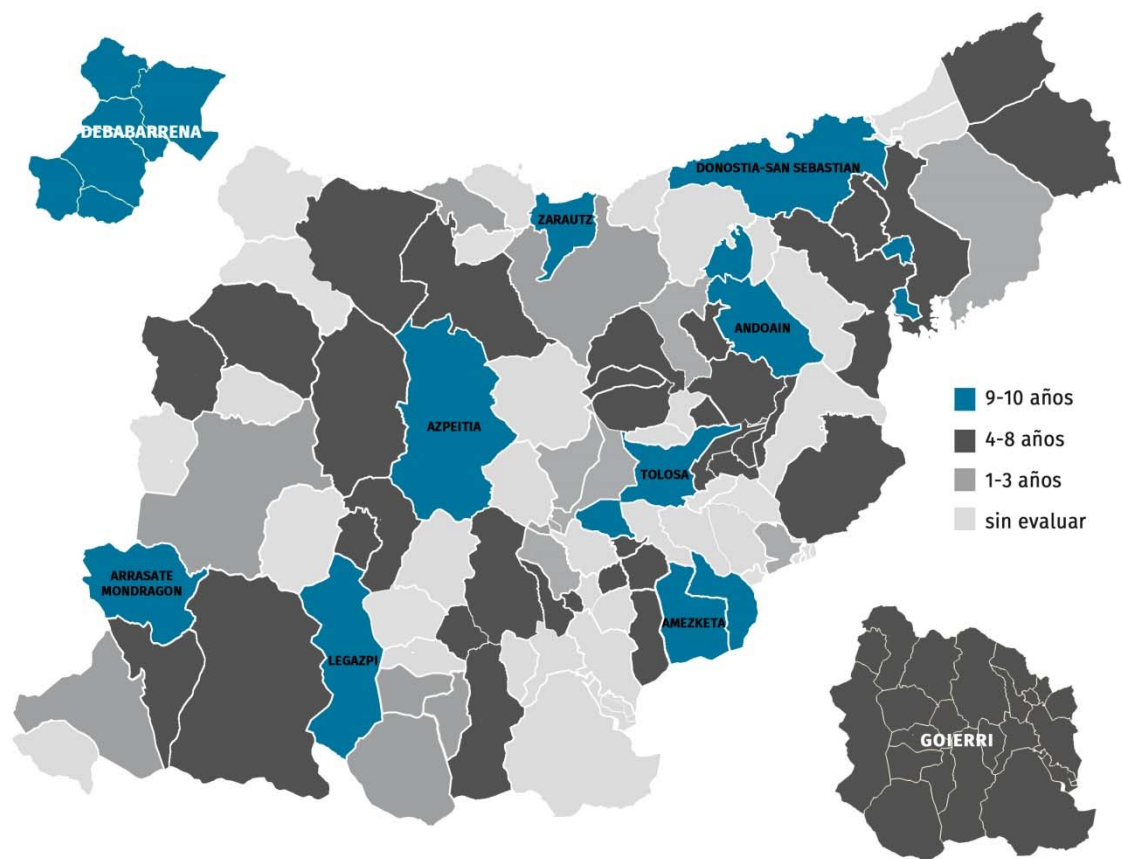 DEBABARRENA
DONOSTIA-SAN SEBASTIAN
ZARAUTZ
ANDOAIN
AZPEITIA
TOLOSA
9-10 años
4-8 años
1-3 años
sin evaluar
ARRASATE
MONDRAGON
AMEZKETA
LEGAZPI
GOIERRI